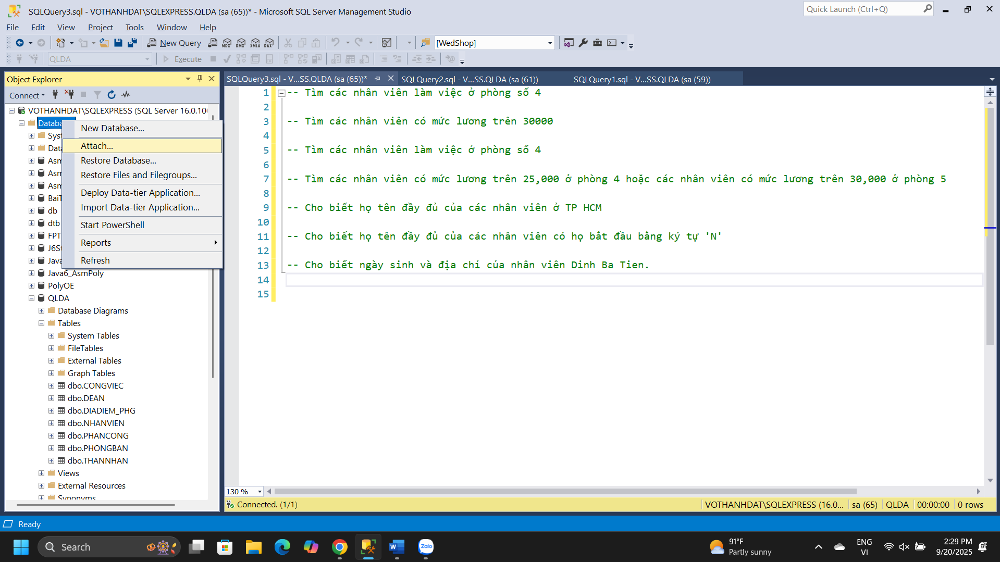 SQLQuery3.sql - VOTHANHDAT\SQLEXPRESS.QLDA (sa (65))* - Microsoft SQL Server Management Studio
Quick Launch (Ctrl+Q)
File Edit View Project Tools Window Help
New Query MDX DMX XMLA DAX [WedShop]
QLDA Execute
Object Explorer
SQLQuery3.sql - V...SS.QLDA (sa (65))* SQLQuery2.sql - V...SS.QLDA (sa (61)) SQLQuery1.sql - V...SS.QLDA (sa (59))
Connect
VOTHANHDAT\SQLEXPRESS (SQL Server 16.0.100
Databa
Syst
Data
Asm
Asm
Asm
BaiT
db
dtb
FPT
J6St
Java
Java6_AsmPoly
PolyOE
QLDA
Database Diagrams
Tables
System Tables
FileTables
External Tables
Graph Tables
dbo.CONGVIEC
dbo.DEAN
dbo.DIADIEM_PHG
dbo.NHANVIEN
dbo.PHANCONG
dbo.PHONGBAN
dbo.THANNHAN
Views
External Resources
Synonyms
New Database...
Attach...
Restore Database...
Restore Files and Filegroups...
Deploy Data-tier Application...
Import Data-tier Application...
Start PowerShell
Reports
Refresh
1 -- Tìm các nhân viên làm việc ở phòng số 4
2
3 -- Tìm các nhân viên có mức lương trên 30000
4
5 -- Tìm các nhân viên làm việc ở phòng số 4
6
7 -- Tìm các nhân viên có mức lương trên 25,000 ở phòng 4 hoặc các nhân viên có mức lương trên 30,000 ở phòng 5
8
9 -- Cho biết họ tên đầy đủ của các nhân viên ở TP HCM
10
11 -- Cho biết họ tên đầy đủ của các nhân viên có họ bắt đầu bằng ký tự 'N'
12
13 -- Cho biết ngày sinh và địa chỉ của nhân viên Dinh Ba Tien.
14
15
130 %
Connected. (1/1) VOTHANHDAT\SQLEXPRESS (16.0... sa (65) QLDA 00:00:00 0 rows
Ready
Search
Zalo
91°F
Partly sunny
ENG
VI
2:29 PM
9/20/2025